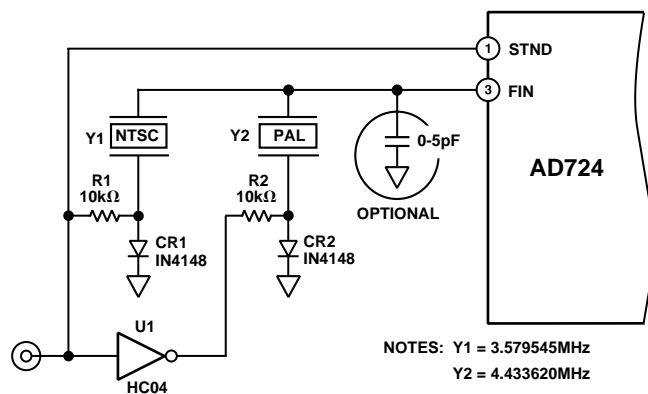 1 STND
3 FIN
Y1 NTSC
Y2 PAL
0-5pF
AD724
R1
10kΩ
R2
10kΩ
OPTIONAL
CR1
IN4148
CR2
IN4148
U1
HC04
NOTES: Y1 = 3.579545MHz
Y2 = 4.433620MHz